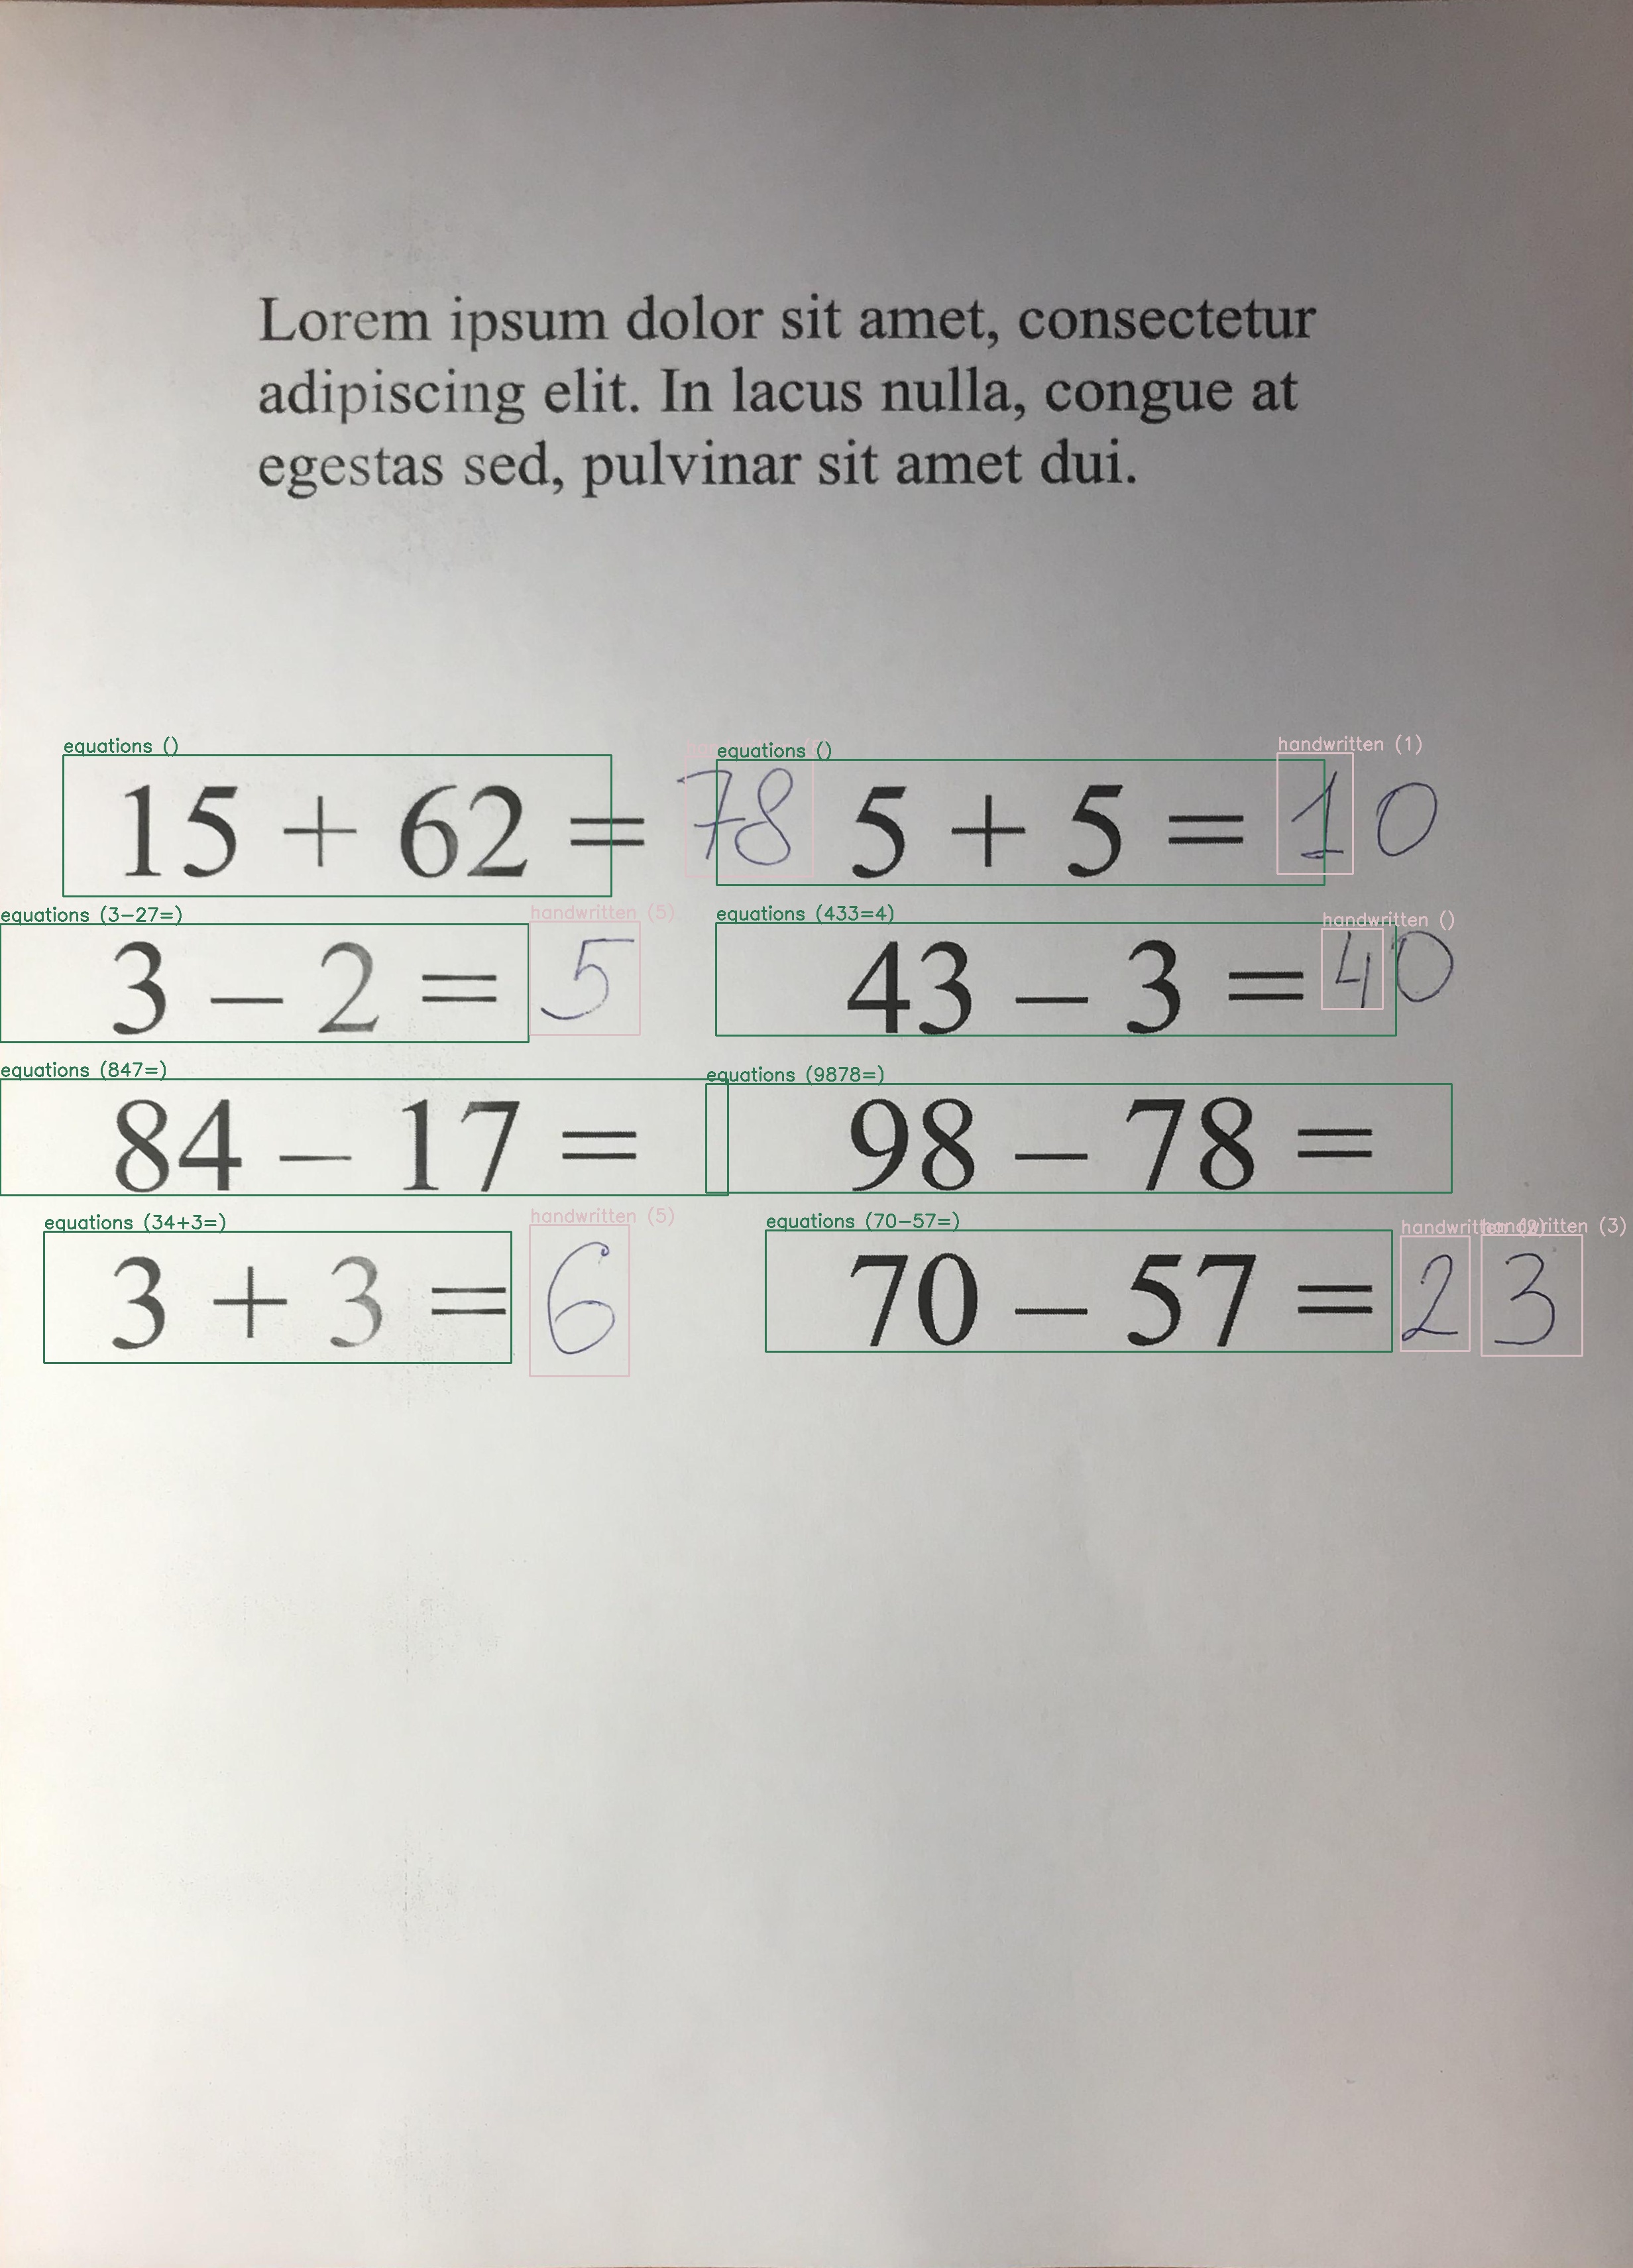 Lorem ipsum dolor sit amet, consectetur
adipiscing elit. In lacus nulla, congue at
egestas sed, pulvinar sit amet dui.
equations () equations () handwritten (1)
15 + 62 = 78 5 + 5 = 10
equations (3-27=) handwritten (5) equations (433=4) handwritten ()
3 – 2 = 5 43 – 3 = 40
equations (847=) equations (9878=)
84 – 17 = 98 – 78 =
equations (34+3=) handwritten (5) equations (70-57=) handwritten handwritten (3)
3 + 3 = 6 70 – 57 = 23